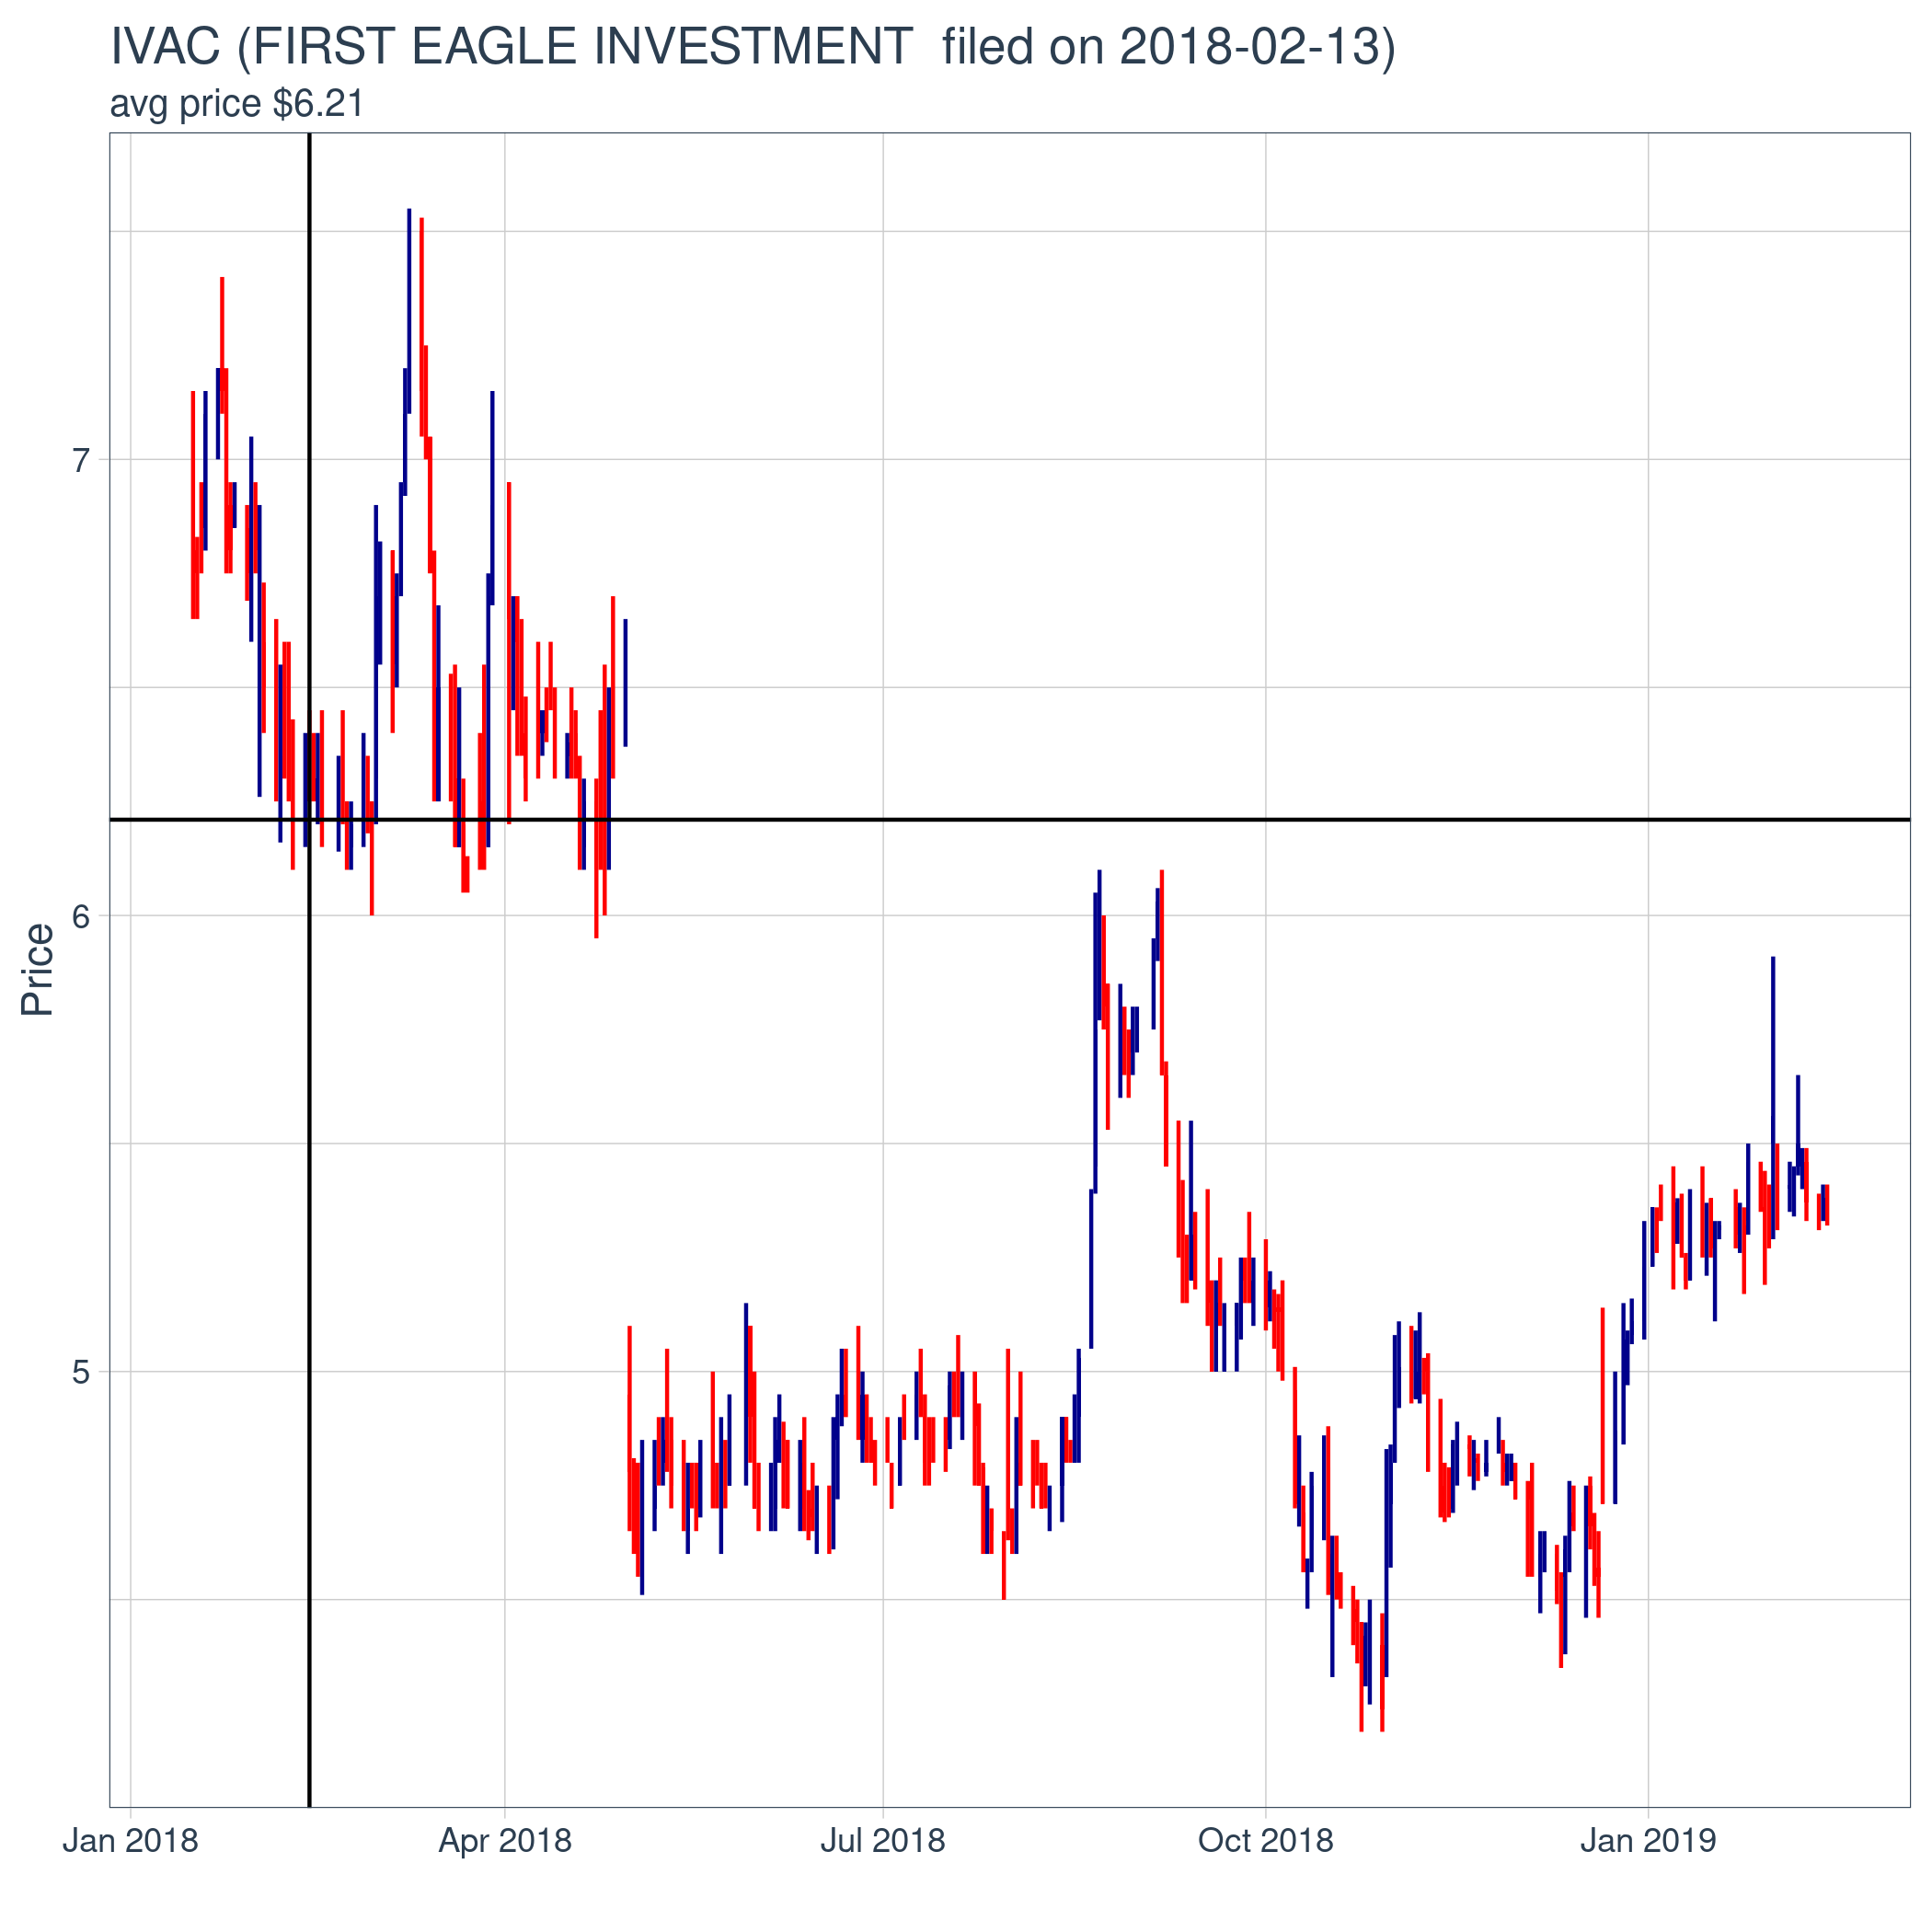 IVAC (FIRST EAGLE INVESTMENT  filed on 2018-02-13)
avg price $6.21
7
6
5
Price
Jan 2018
Apr 2018
Jul 2018
Oct 2018
Jan 2019